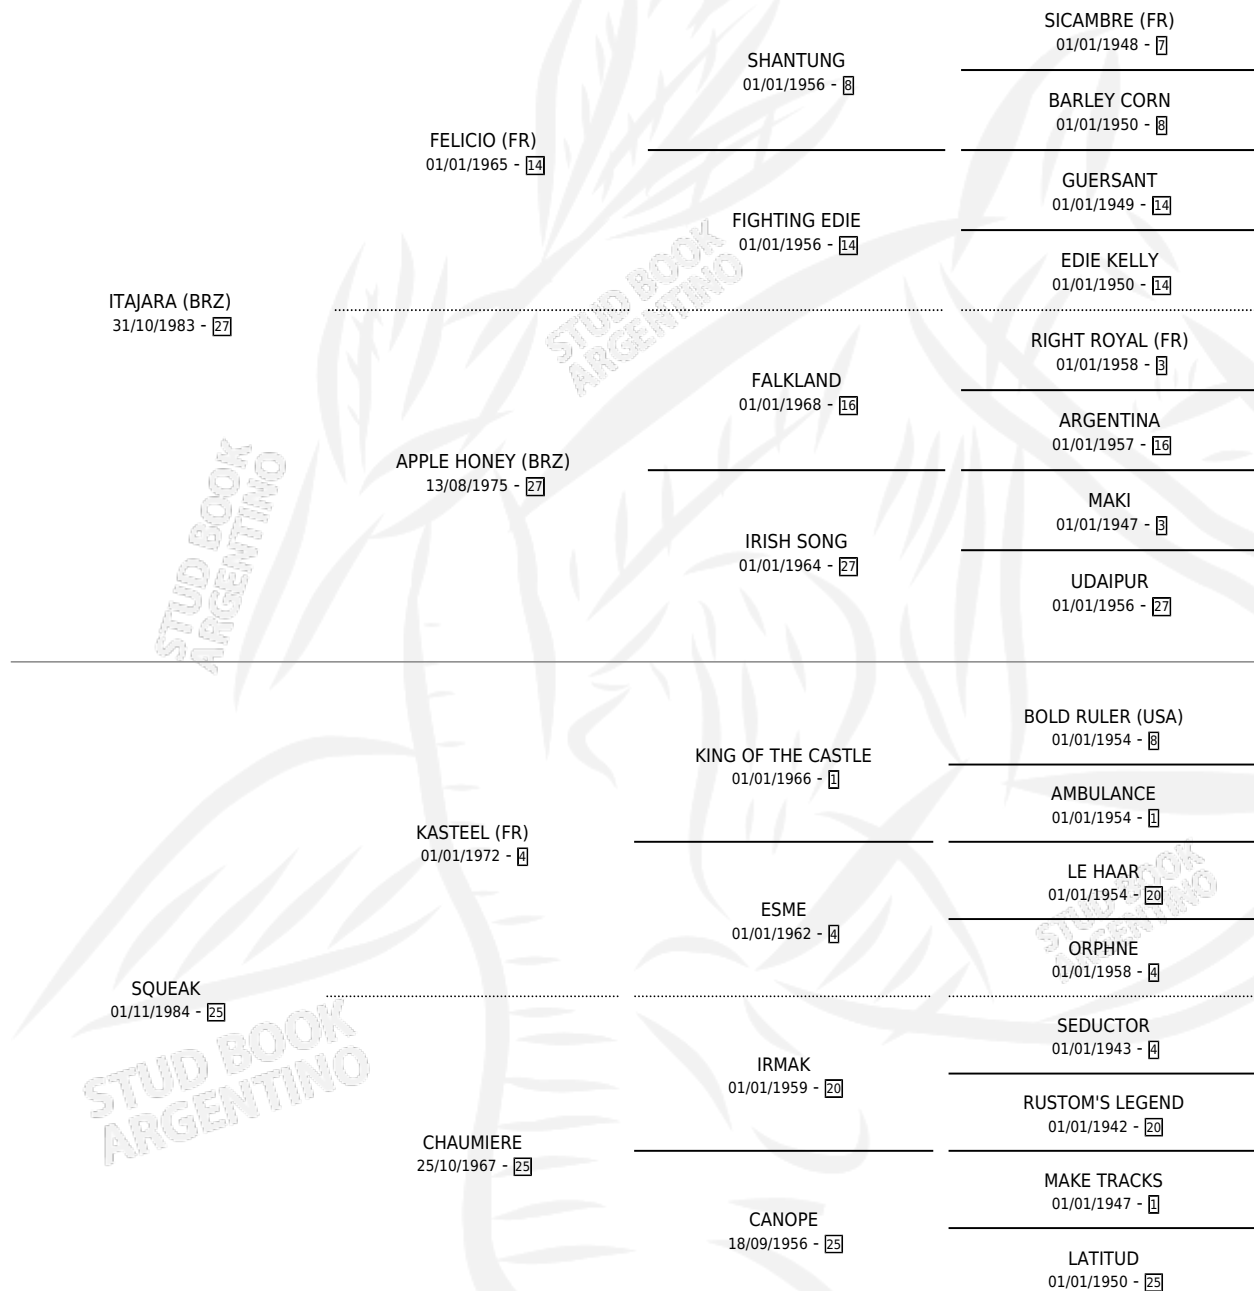 SICAMBRE (FR)
01/01/1948 - 7
SHANTUNG
01/01/1956 - 8
BARLEY CORN
01/01/1950 - 8
FELICIO (FR)
01/01/1965 - 14
GUERSANT
01/01/1949 - 14
FIGHTING EDIE
01/01/1956 - 14
EDIE KELLY
01/01/1950 - 14
ITAJARA (BRZ)
31/10/1983 - 27
RIGHT ROYAL (FR)
01/01/1958 - 3
FALKLAND
01/01/1968 - 16
ARGENTINA
01/01/1957 - 16
APPLE HONEY (BRZ)
13/08/1975 - 27
MAKI
01/01/1947 - 3
IRISH SONG
01/01/1964 - 27
UDAIPUR
01/01/1956 - 27
BOLD RULER (USA)
01/01/1954 - 8
KING OF THE CASTLE
01/01/1966 - 1
AMBULANCE
01/01/1954 - 1
KASTEEL (FR)
01/01/1972 - 4
LE HAAR
01/01/1954 - 20
ESME
01/01/1962 - 4
ORPHNE
01/01/1958 - 4
SQUEAK
01/11/1984 - 25
SEDUCTOR
01/01/1943 - 4
IRMAK
01/01/1959 - 20
RUSTOM'S LEGEND
01/01/1942 - 20
CHAUMIERE
25/10/1967 - 25
MAKE TRACKS
01/01/1947 - 1
CANOPE
18/09/1956 - 25
LATITUD
01/01/1950 - 25
STUD BOOK
ARGENTINO
STUD BOOK
ARGENTINO
STUD BOOK
ARGENTINO
STUD BOOK
ARGENTINO